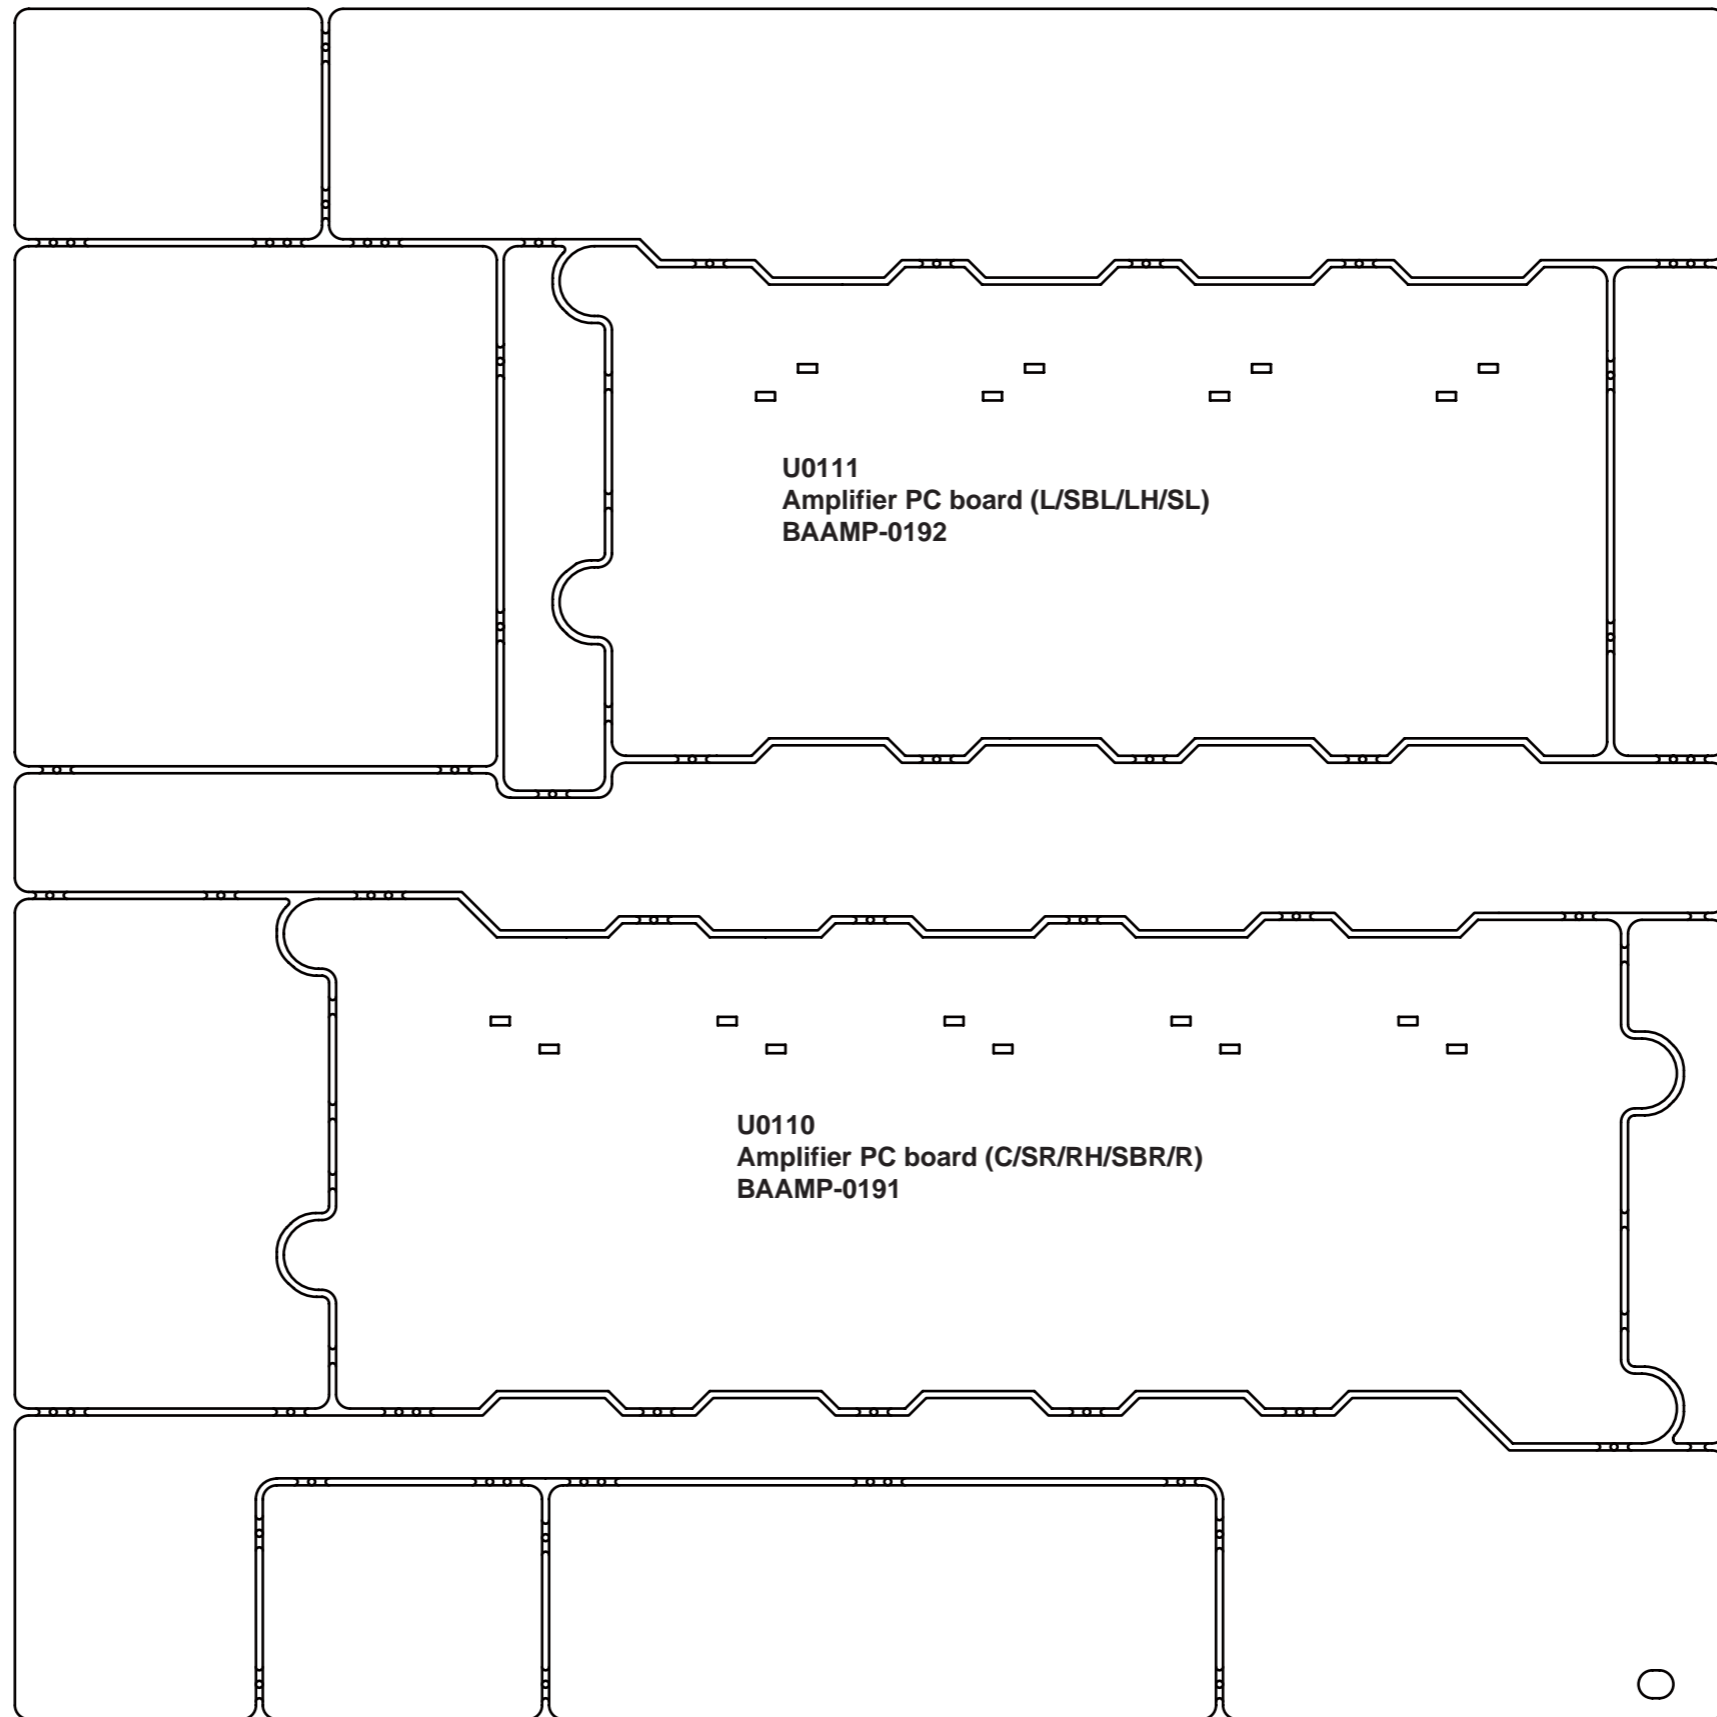 U0111
Amplifier PC board (L/SBL/LH/SL)
BAAMP-0192
U0110
Amplifier PC board (C/SR/RH/SBR/R)
BAAMP-0191